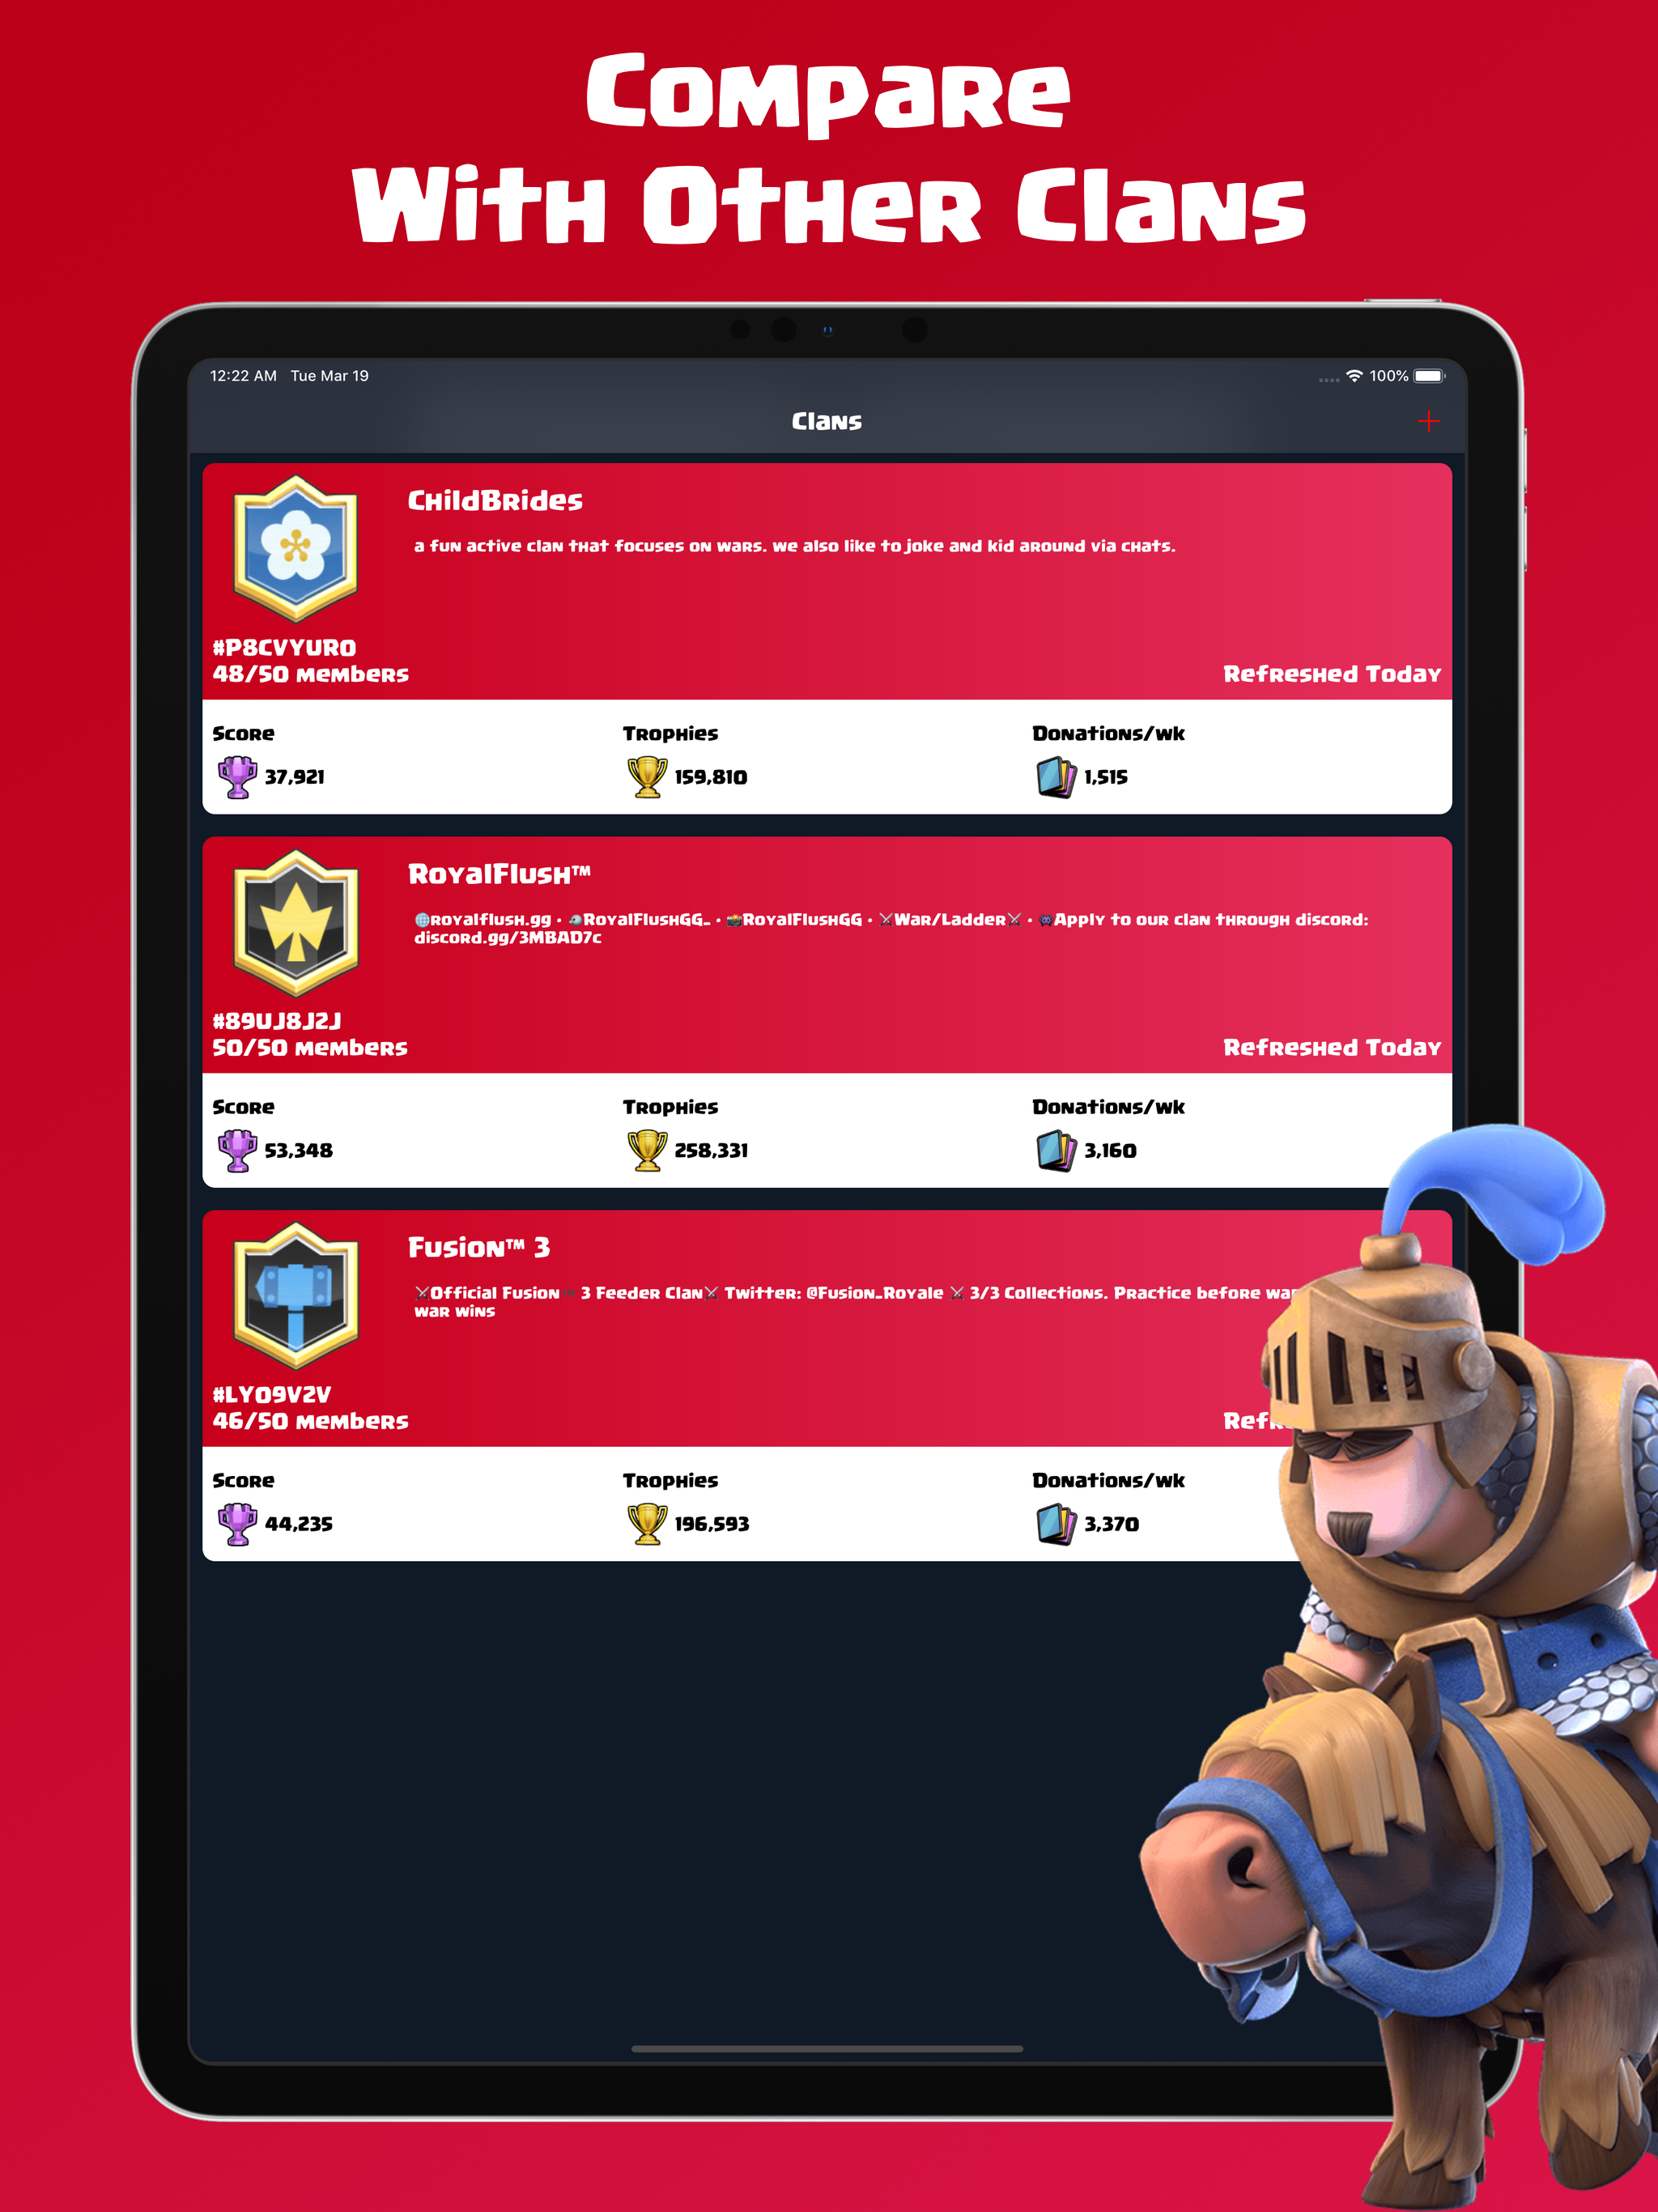 Compare
With Other Clans
12:22 AM Tue Mar 19
100%
Clans
ChildBrides
a fun active clan that focuses on wars. we also like to joke and kid around via chats.
#P8CVYURO
48/50 members
Refreshed Today
Score
Trophies
Donations/wk
37,921
159,810
1,515
RoyalFlush™
royalflush.gg • RoyalFlushGG_ • RoyalFlushGG • ⚔War/Ladder⚔ • Apply to our clan through discord:
discord.gg/3MBAD7c
#89UJ8J2J
50/50 members
Refreshed Today
Score
Trophies
Donations/wk
53,348
258,331
3,160
Fusion™ 3
⚔Official Fusion™ 3 Feeder Clan⚔ Twitter: @Fusion_Royale ⚔ 3/3 Collections. Practice before war
war wins
#LY09V2V
46/50 members
Score
Trophies
Donations/wk
44,235
196,593
3,370